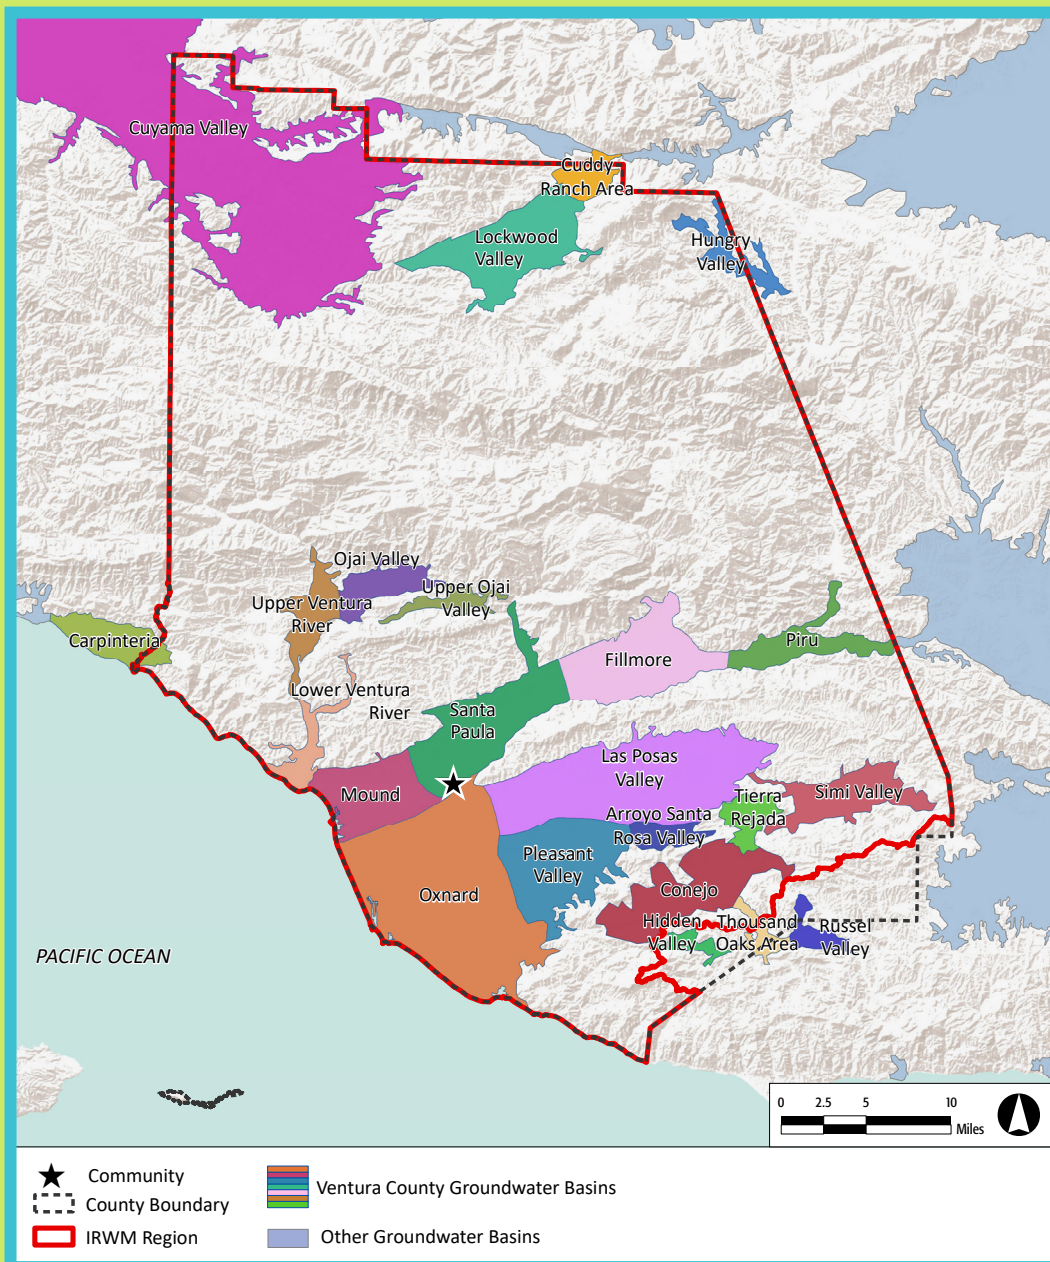 Cuyama Valley
Cuddy
Ranch Area
Lockwood
Valley
Hungry
Valley
Ojai Valley
Upper Ojai
Valley
Upper Ventura
River
Carpinteria
Piru
Fillmore
Lower Ventura
River
Santa
Paula
Las Posas
Valley
Mound
Simi Valley
Tierra
Rejada
Arroyo Santa
Rosa Valley
Pleasant
Valley
Oxnard
Conejo
Hidden
Valley
Thousand
Oaks Area
Russel
Valley
PACIFIC OCEAN
0 2.5 5 10
Miles
Community
County Boundary
IRWM Region
Ventura County Groundwater Basins
Other Groundwater Basins